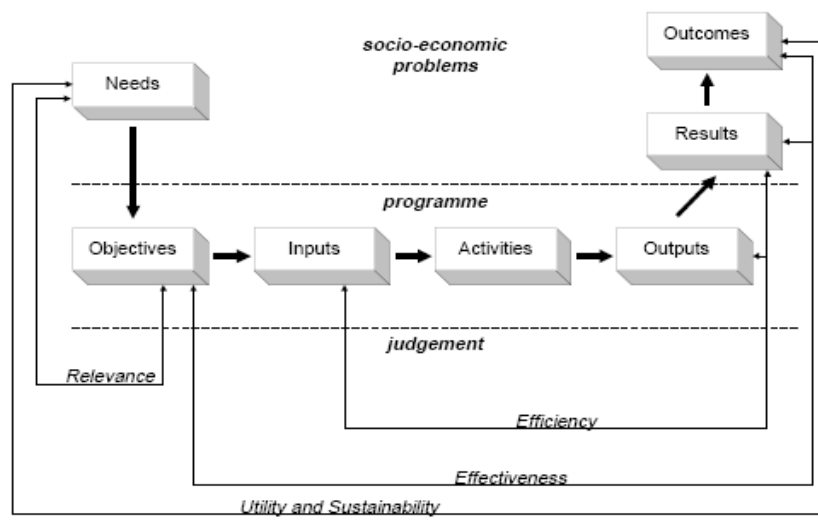 socio-economic
problems
Outcomes
Needs
Results
programme
Objectives
Inputs
Activities
Outputs
judgement
Relevance
Efficiency
Effectiveness
Utility and Sustainability